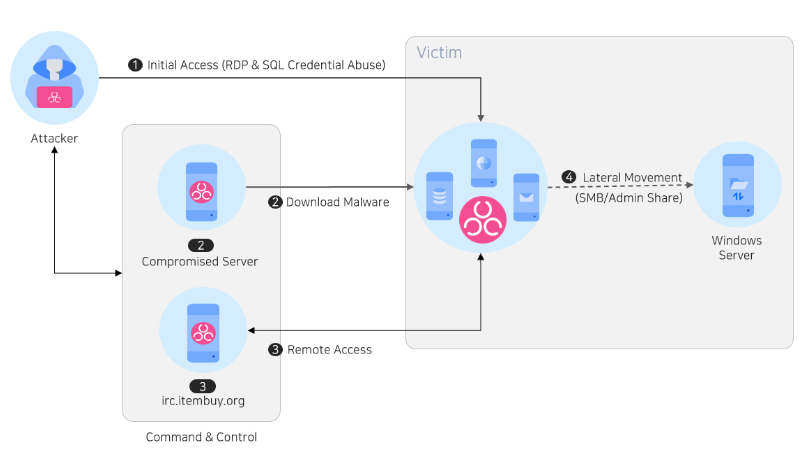 Victim
1 Initial Access (RDP & SQL Credential Abuse)
Attacker
4 Lateral Movement
(SMB/Admin Share)
2 Download Malware
2
Compromised Server
Windows
Server
3 Remote Access
3
irc.itembuy.org
Command & Control